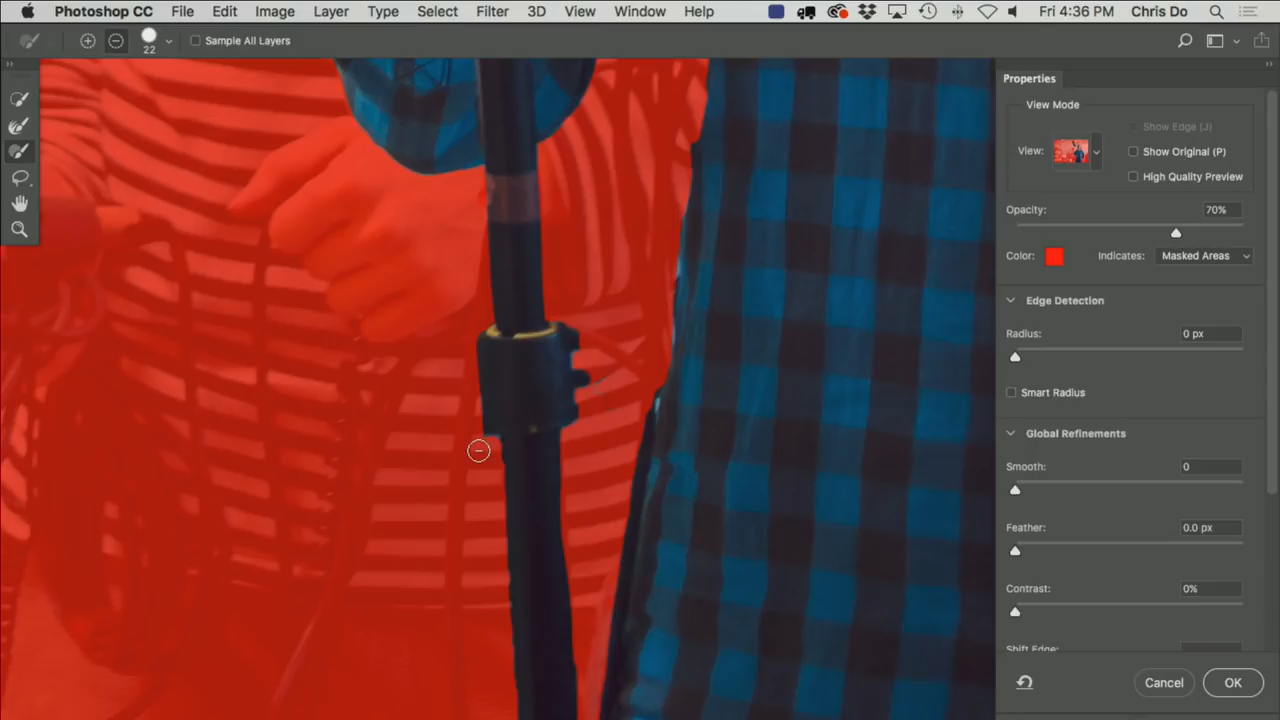 Photoshop CC File Edit Image Layer Type Select Filter 3D View Window Help Fri 4:36 PM Chris Do
22 Sample All Layers
Properties
View Mode
Show Edge (J)
View: Show Original (P)
High Quality Preview
Opacity: 70%
Color: Indicates: Masked Areas
Edge Detection
Radius: 0 px
Smart Radius
Global Refinements
Smooth: 0
Feather: 0.0 px
Contrast: 0%
Shift Edge:
Cancel OK